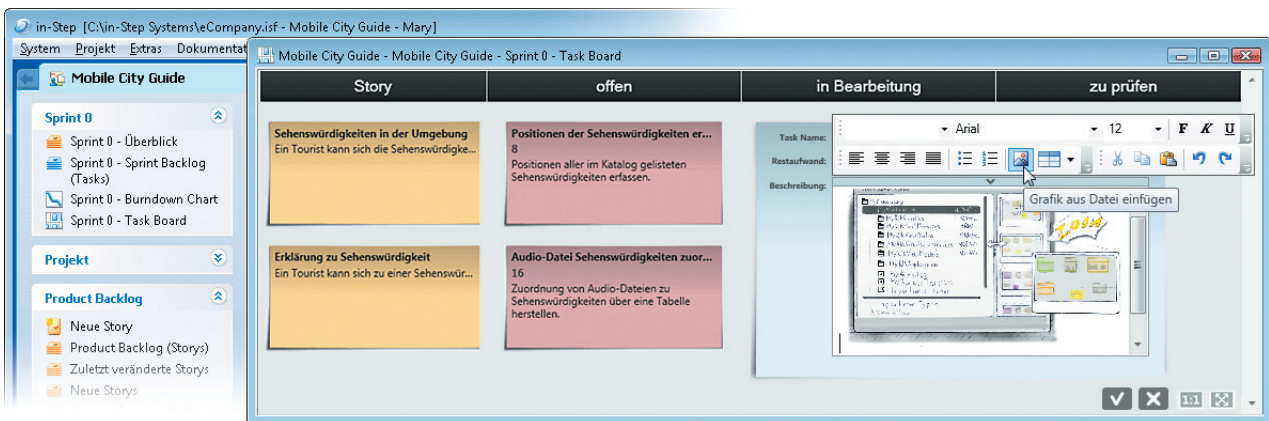 in-Step [C:\in-Step Systems\eCompany.isf - Mobile City Guide - Mary]
System Projekt Extras Dokumentat
Mobile City Guide
Sprint 0
Sprint 0 - Überblick
Sprint 0 - Sprint Backlog
(Tasks)
Sprint 0 - Burndown Chart
Sprint 0 - Task Board
Projekt
Product Backlog
Neue Story
Product Backlog (Storys)
Zuletzt veränderte Storys
Neue Storys
Mobile City Guide - Mobile City Guide - Sprint 0 - Task Board
Story offen in Bearbeitung zu prüfen
Sehenswürdigkeiten in der Umgebung
Ein Tourist kann sich die Sehenswürdigke...
Positionen der Sehenswürdigkeiten er...
8
Positionen aller im Katalog gelisteten
Sehenswürdigkeiten erfassen.
Erklärung zu Sehenswürdigkeit
Ein Tourist kann sich zu einer Sehenswür...
Audio-Datei Sehenswürdigkeiten zuor...
16
Zuordnung von Audio-Dateien zu
Sehenswürdigkeiten über eine Tabelle
herstellen.
Task Name:
Restaufwand:
Beschreibung:
Arial 12 F K U
Grafik aus Datei einfügen
1:1